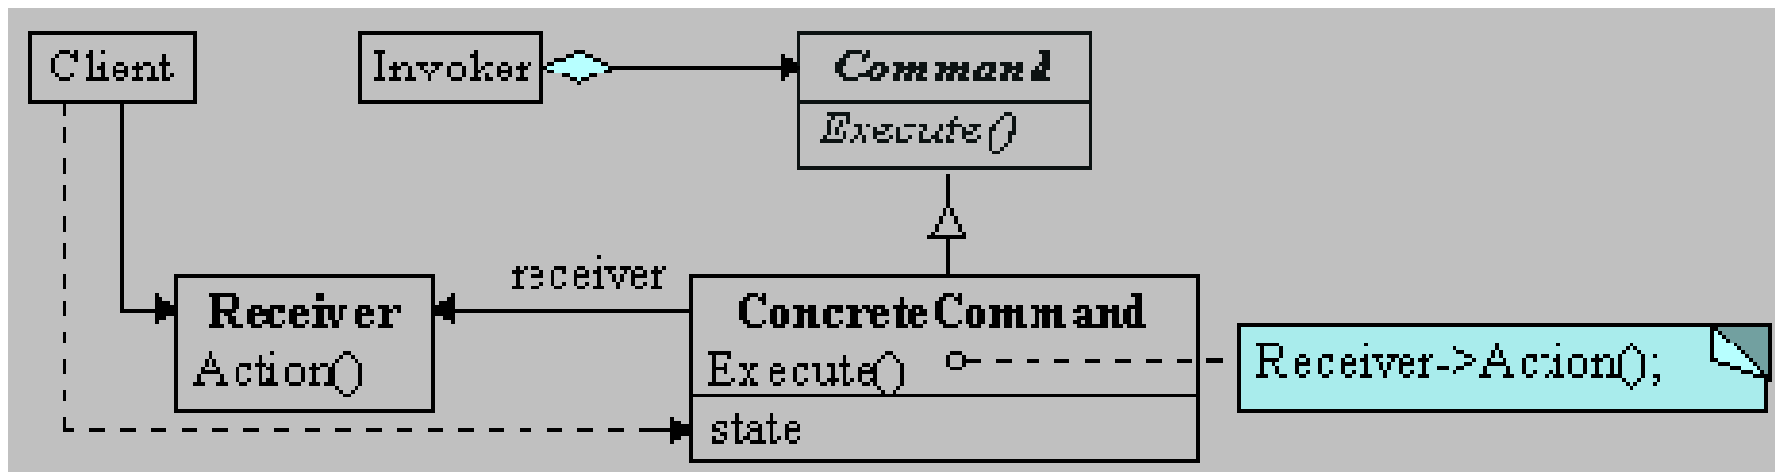 Client
Invoker
Command
Execute()
receiver
Receiver
Action()
ConcreteCommand
Execute()
state
Receiver->Action();